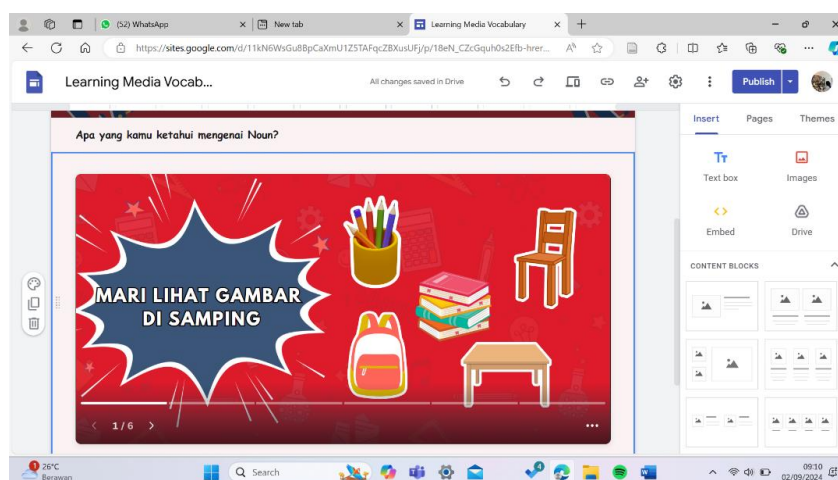 (52) WhatsApp
New tab
Learning Media Vocabulary
https://sites.google.com/d/11kN6WsGu8BpCaXmU1Z5TAFqcZBXusUFj/p/18eN_CZcGquh0s2Efb-hrer...
Learning Media Vocab...
All changes saved in Drive
Publish
Apa yang kamu ketahui mengenai Noun?
MARI LIHAT GAMBAR
DI SAMPING
1/6
Insert Pages Themes
Text box Images
Embed Drive
CONTENT BLOCKS
26°C
Berawan
Search
09:10
02/09/2024